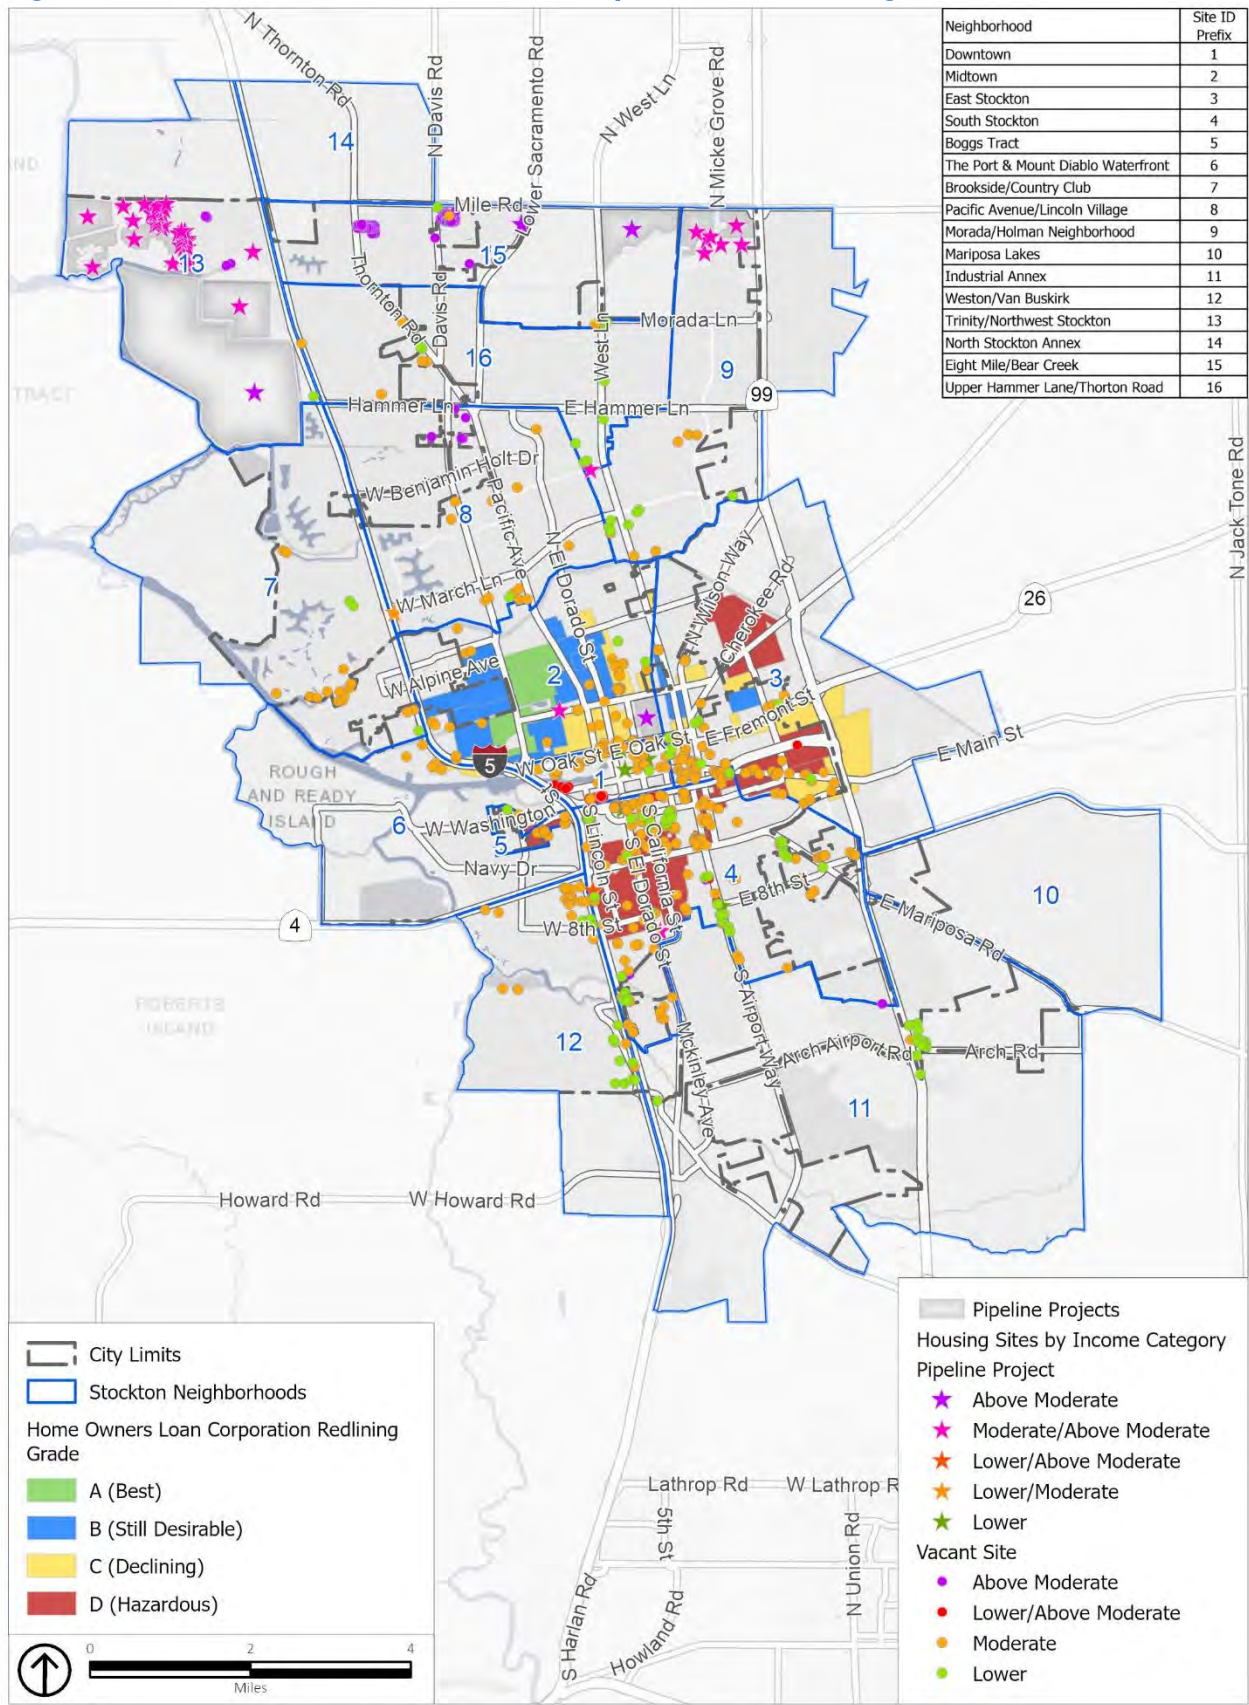 Neighborhood Site ID Prefix
Downtown 1
Midtown 2
East Stockton 3
South Stockton 4
Boggs Tract 5
The Port & Mount Diablo Waterfront 6
Brookside/Country Club 7
Pacific Avenue/Lincoln Village 8
Morada/Holman Neighborhood 9
Mariposa Lakes 10
Industrial Annex 11
Weston/Van Buskirk 12
Trinity/Northwest Stockton 13
North Stockton Annex 14
Eight Mile/Bear Creek 15
Upper Hammer Lane/Thorton Road 16
N Thornton Rd
N Davis Rd
Lower Sacramento Rd
N West Ln
N Micke Grove Rd
14
Mile Rd
13
15
Thornton Rd
Davis Rd
West Ln
Morada Ln
16
9
TRACT
Hammer Ln
E Hammer Ln
99
N Jack Tone Rd
W Benjamin Holt Dr
8
Pacific Ave
N El Dorado St
N Wilson Way
Cherokee Rd
7
W March Ln
26
W Alpine Ave
2
3
E Fremont St
W Oak St
E Oak St
E Main St
5
1
ROUGH
AND READY
ISLAND
6
W Washington
5
S Lincoln St
S El Dorado St
S California St
4
Navy Dr
E 8th St
10
4
W 8th St
E Mariposa Rd
ROBERTS
ISLAND
12
S Airport Way
Mckinley Ave
Arch Airport Rd
Arch Rd
11
Howard Rd
W Howard Rd
Lathrop Rd
W Lathrop R
5th St
N Union Rd
S Harlan Rd
Howland Rd
City Limits
Stockton Neighborhoods
Home Owners Loan Corporation Redlining
Grade
A (Best)
B (Still Desirable)
C (Declining)
D (Hazardous)
0 2 4
Miles
Pipeline Projects
Housing Sites by Income Category
Pipeline Project
Above Moderate
Moderate/Above Moderate
Lower/Above Moderate
Lower/Moderate
Lower
Vacant Site
Above Moderate
Lower/Above Moderate
Moderate
Lower